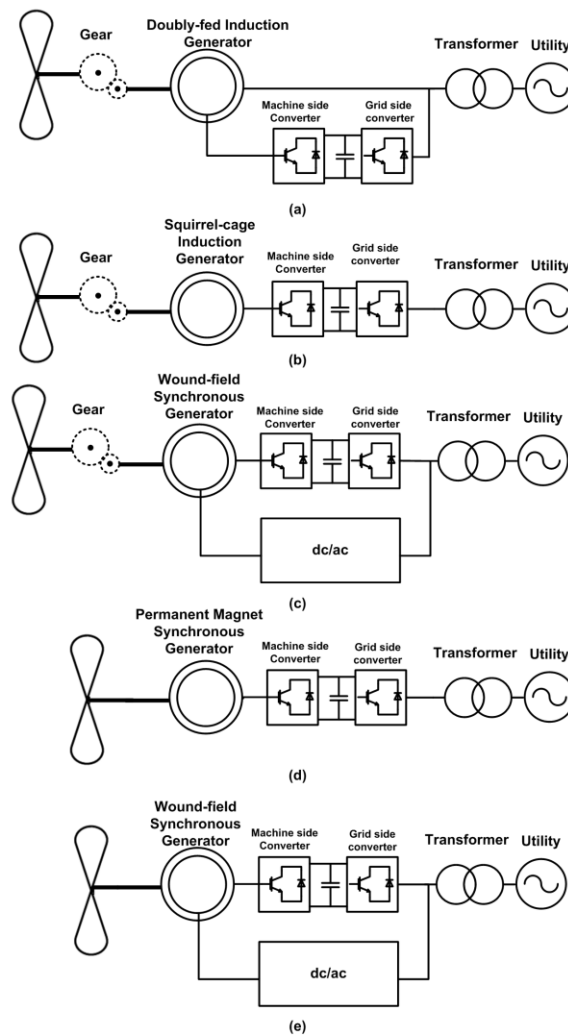 Gear
Doubly-fed Induction
Generator
Transformer
Utility
Machine side
Converter
Grid side
converter
(a)
Gear
Squirrel-cage
Induction
Generator
Machine side
Converter
Grid side
converter
Transformer
Utility
(b)
Gear
Wound-field
Synchronous
Generator
Machine side
Converter
Grid side
converter
Transformer
Utility
dc/ac
(c)
Permanent Magnet
Synchronous
Generator
Machine side
Converter
Grid side
converter
Transformer
Utility
(d)
Wound-field
Synchronous
Generator
Machine side
Converter
Grid side
converter
Transformer
Utility
dc/ac
(e)